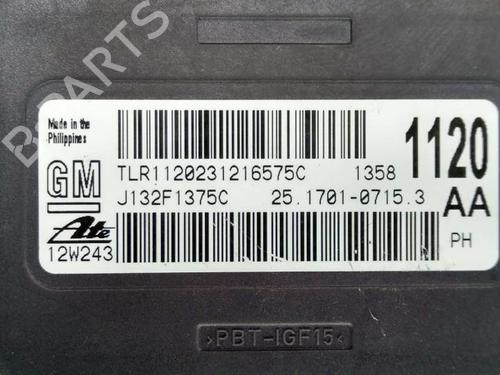 B PARTS
Made in the
Philippines
GM
TLR1120231216575C 1358
J132F1375C 25.1701-0715.3
1120
AA
Ate
12W243
PH
>PBT-IGF15<